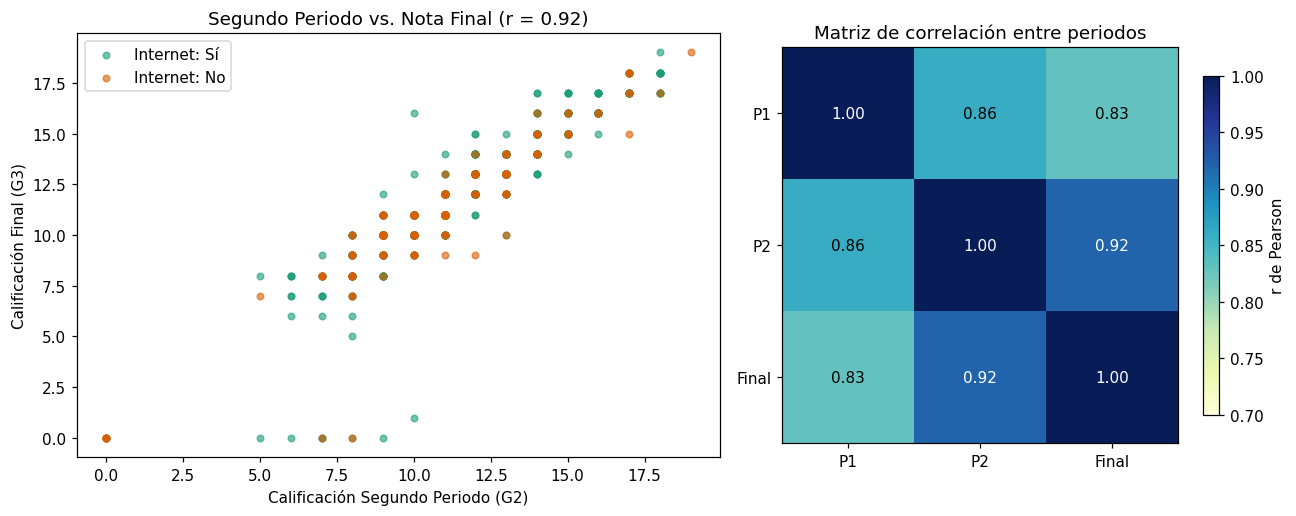 Segundo Periodo vs. Nota Final (r = 0.92)
Internet: Sí
Internet: No
Calificación Final (G3)
17.5
15.0
12.5
10.0
7.5
5.0
2.5
0.0
0.0 2.5 5.0 7.5 10.0 12.5 15.0 17.5
Calificación Segundo Periodo (G2)
Matriz de correlación entre periodos
P1 1.00 0.86 0.83
P2 0.86 1.00 0.92
Final 0.83 0.92 1.00
P1 P2 Final
1.00
0.95
0.90
0.85
0.80
0.75
0.70
r de Pearson